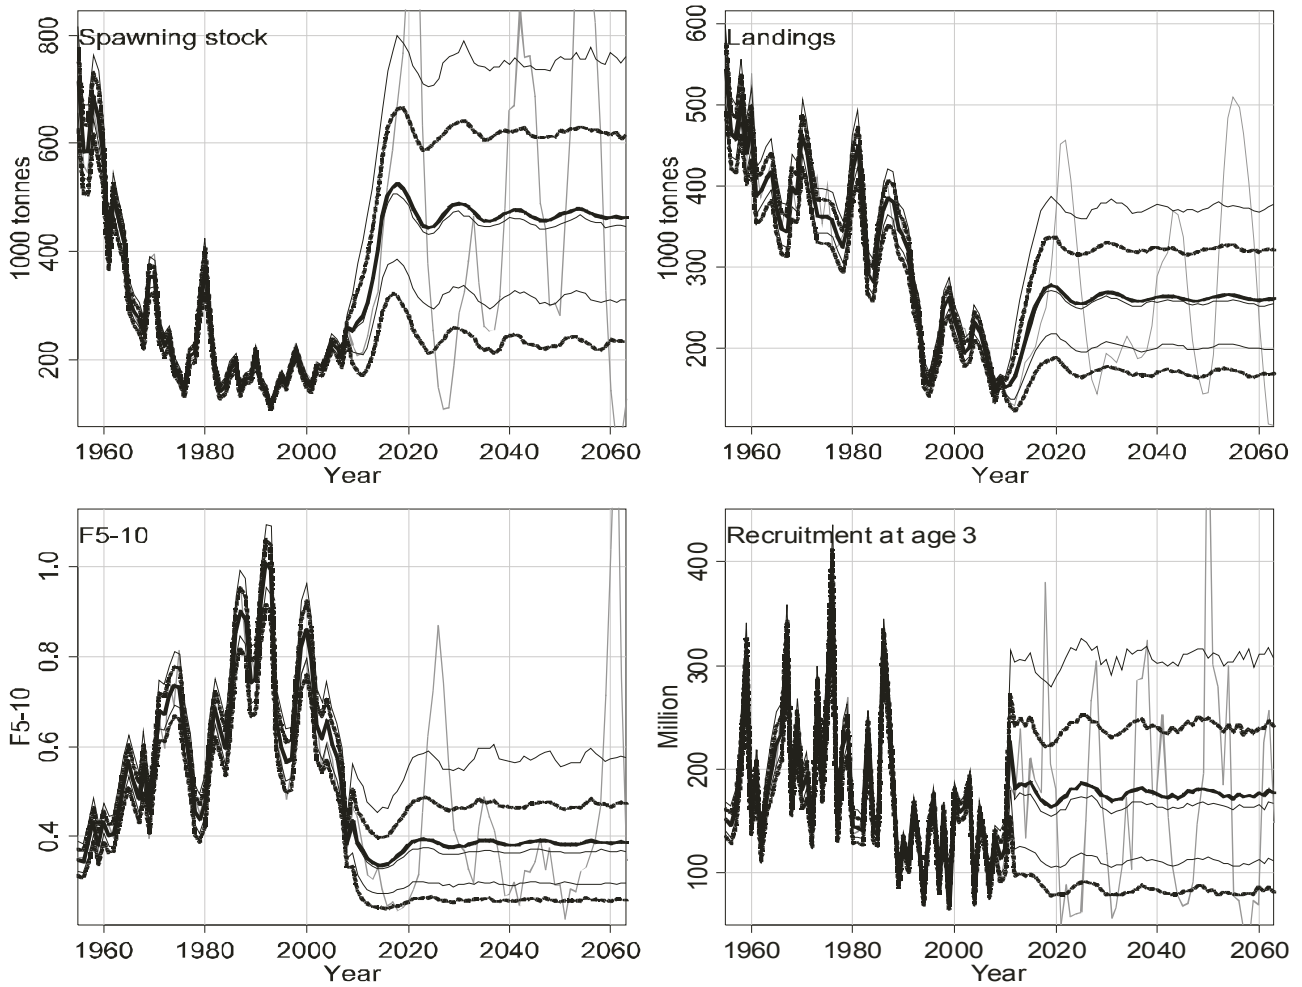 Spawning stock
1000 tonnes
800
600
400
200
1960 1980 2000 2020 2040 2060
Year
Landings
1000 tonnes
600
500
400
300
200
1960 1980 2000 2020 2040 2060
Year
F5-10
F5-10
1.0
0.8
0.6
0.4
1960 1980 2000 2020 2040 2060
Year
Recruitment at age 3
Million
400
300
200
100
1960 1980 2000 2020 2040 2060
Year